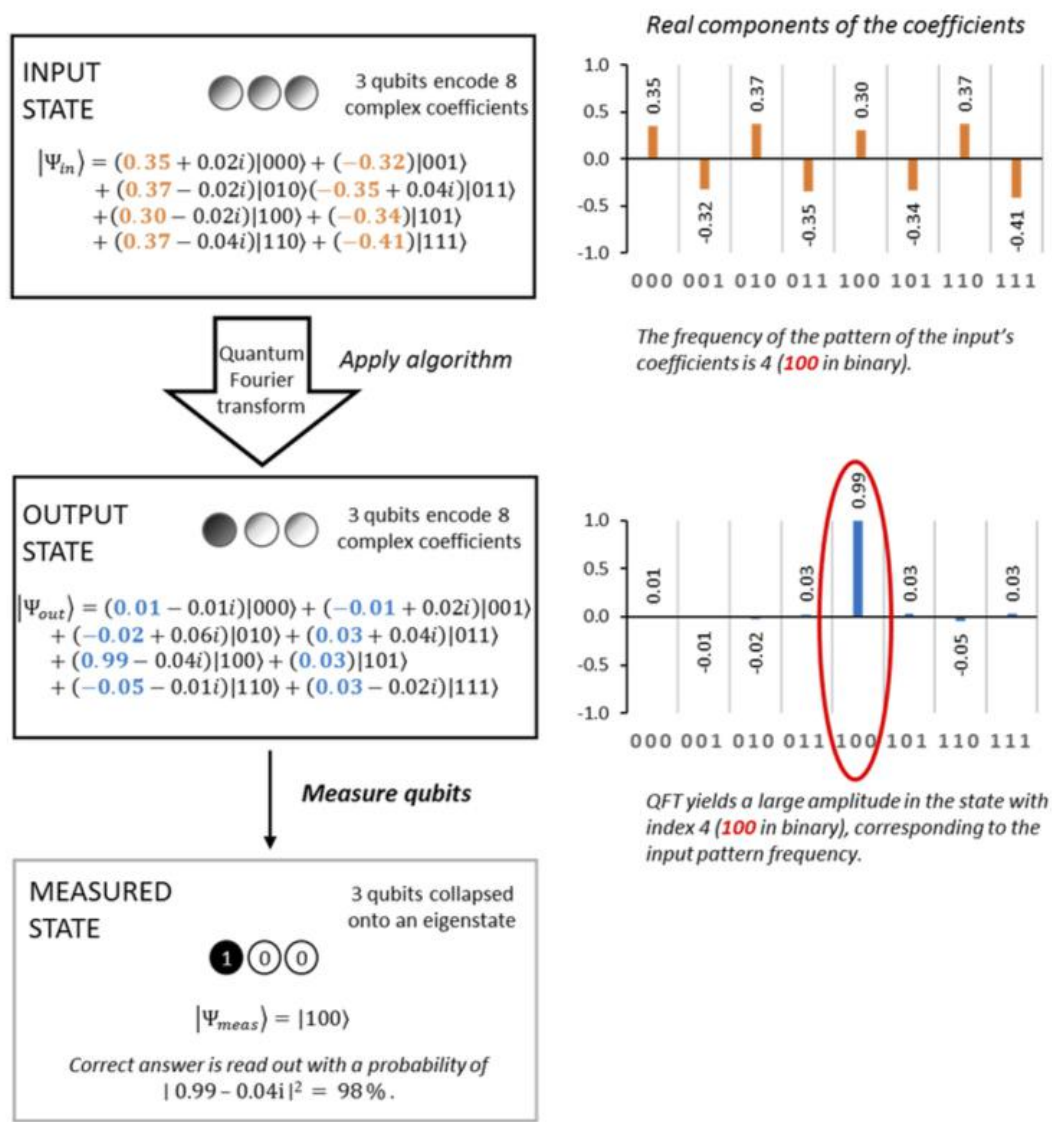 INPUT
STATE
3 qubits encode 8
complex coefficients
|Ψ_in⟩ = (0.35 + 0.02i)|000⟩ + (−0.32)|001⟩
+ (0.37 − 0.02i)|010⟩(−0.35 + 0.04i)|011⟩
+(0.30 − 0.02i)|100⟩ + (−0.34)|101⟩
+ (0.37 − 0.04i)|110⟩ + (−0.41)|111⟩
Real components of the coefficients
1.0
0.5
0.0
-0.5
-1.0
0.35
-0.32
0.37
-0.35
0.30
-0.34
0.37
-0.41
000 001 010 011 100 101 110 111
The frequency of the pattern of the input's
coefficients is 4 (100 in binary).
Quantum
Fourier
transform
Apply algorithm
OUTPUT
STATE
3 qubits encode 8
complex coefficients
|Ψ_out⟩ = (0.01 − 0.01i)|000⟩ + (−0.01 + 0.02i)|001⟩
+ (−0.02 + 0.06i)|010⟩ + (0.03 + 0.04i)|011⟩
+ (0.99 − 0.04i)|100⟩ + (0.03)|101⟩
+ (−0.05 − 0.01i)|110⟩ + (0.03 − 0.02i)|111⟩
1.0
0.5
0.0
-0.5
-1.0
0.01
-0.01
-0.02
0.03
0.99
0.03
-0.05
0.03
000 001 010 011 100 101 110 111
QFT yields a large amplitude in the state with
index 4 (100 in binary), corresponding to the
input pattern frequency.
Measure qubits
MEASURED
STATE
3 qubits collapsed
onto an eigenstate
1 0 0
|Ψ_meas⟩ = |100⟩
Correct answer is read out with a probability of
| 0.99 – 0.04i |² = 98%.